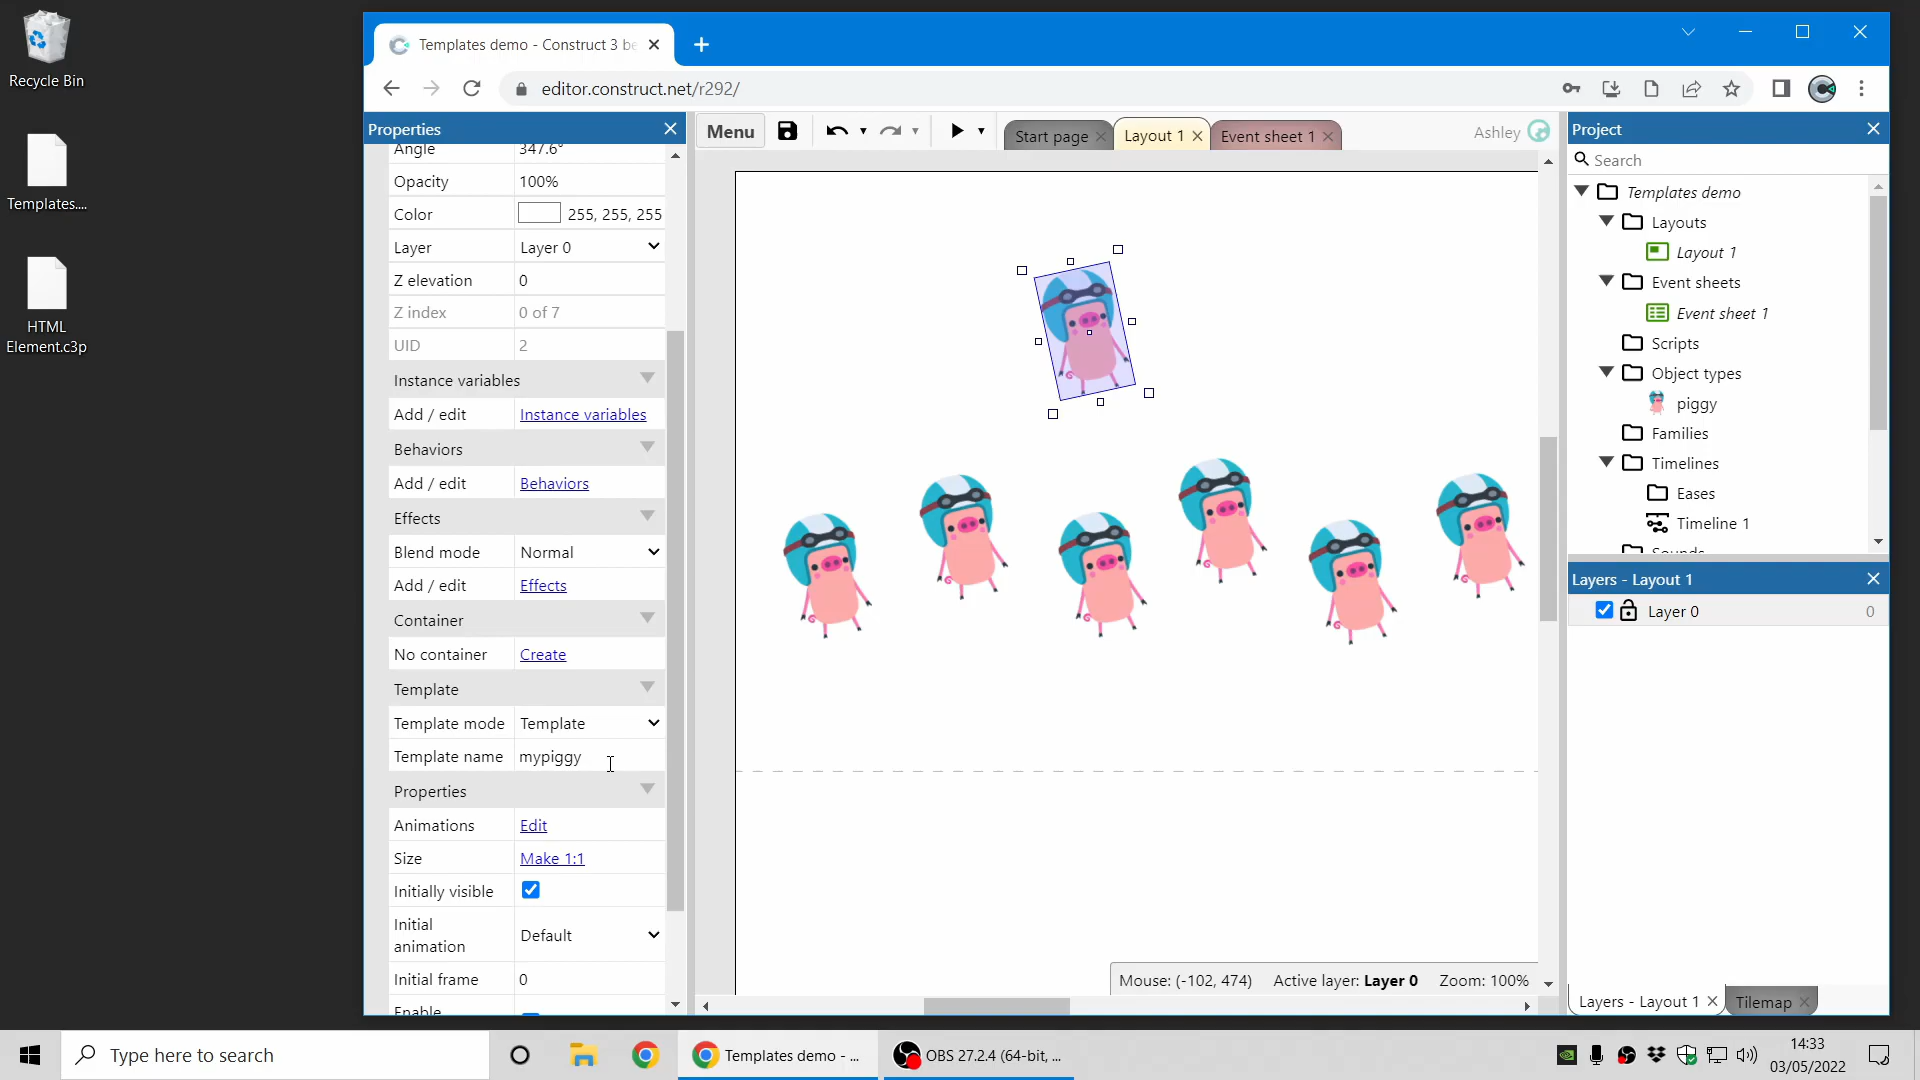 Recycle Bin
Templates....
HTML
Element.c3p
Templates demo - Construct 3 be
editor.construct.net/r292/
Properties
Angle 347.6°
Opacity 100%
Color 255, 255, 255
Layer Layer 0
Z elevation 0
Z index 0 of 7
UID 2
Instance variables
Add / edit Instance variables
Behaviors
Add / edit Behaviors
Effects
Blend mode Normal
Add / edit Effects
Container
No container Create
Template
Template mode Template
Template name mypiggy
Properties
Animations Edit
Size Make 1:1
Initially visible
Initial
animation Default
Initial frame 0
Enable
Menu
Start page
Layout 1
Event sheet 1
Ashley
Mouse: (-102, 474) Active layer: Layer 0 Zoom: 100%
Project
Search
Templates demo
Layouts
Layout 1
Event sheets
Event sheet 1
Scripts
Object types
piggy
Families
Timelines
Eases
Timeline 1
Sounds
Layers - Layout 1
Layer 0 0
Layers - Layout 1
Tilemap
Type here to search
Templates demo - ...
OBS 27.2.4 (64-bit, ...
14:33
03/05/2022